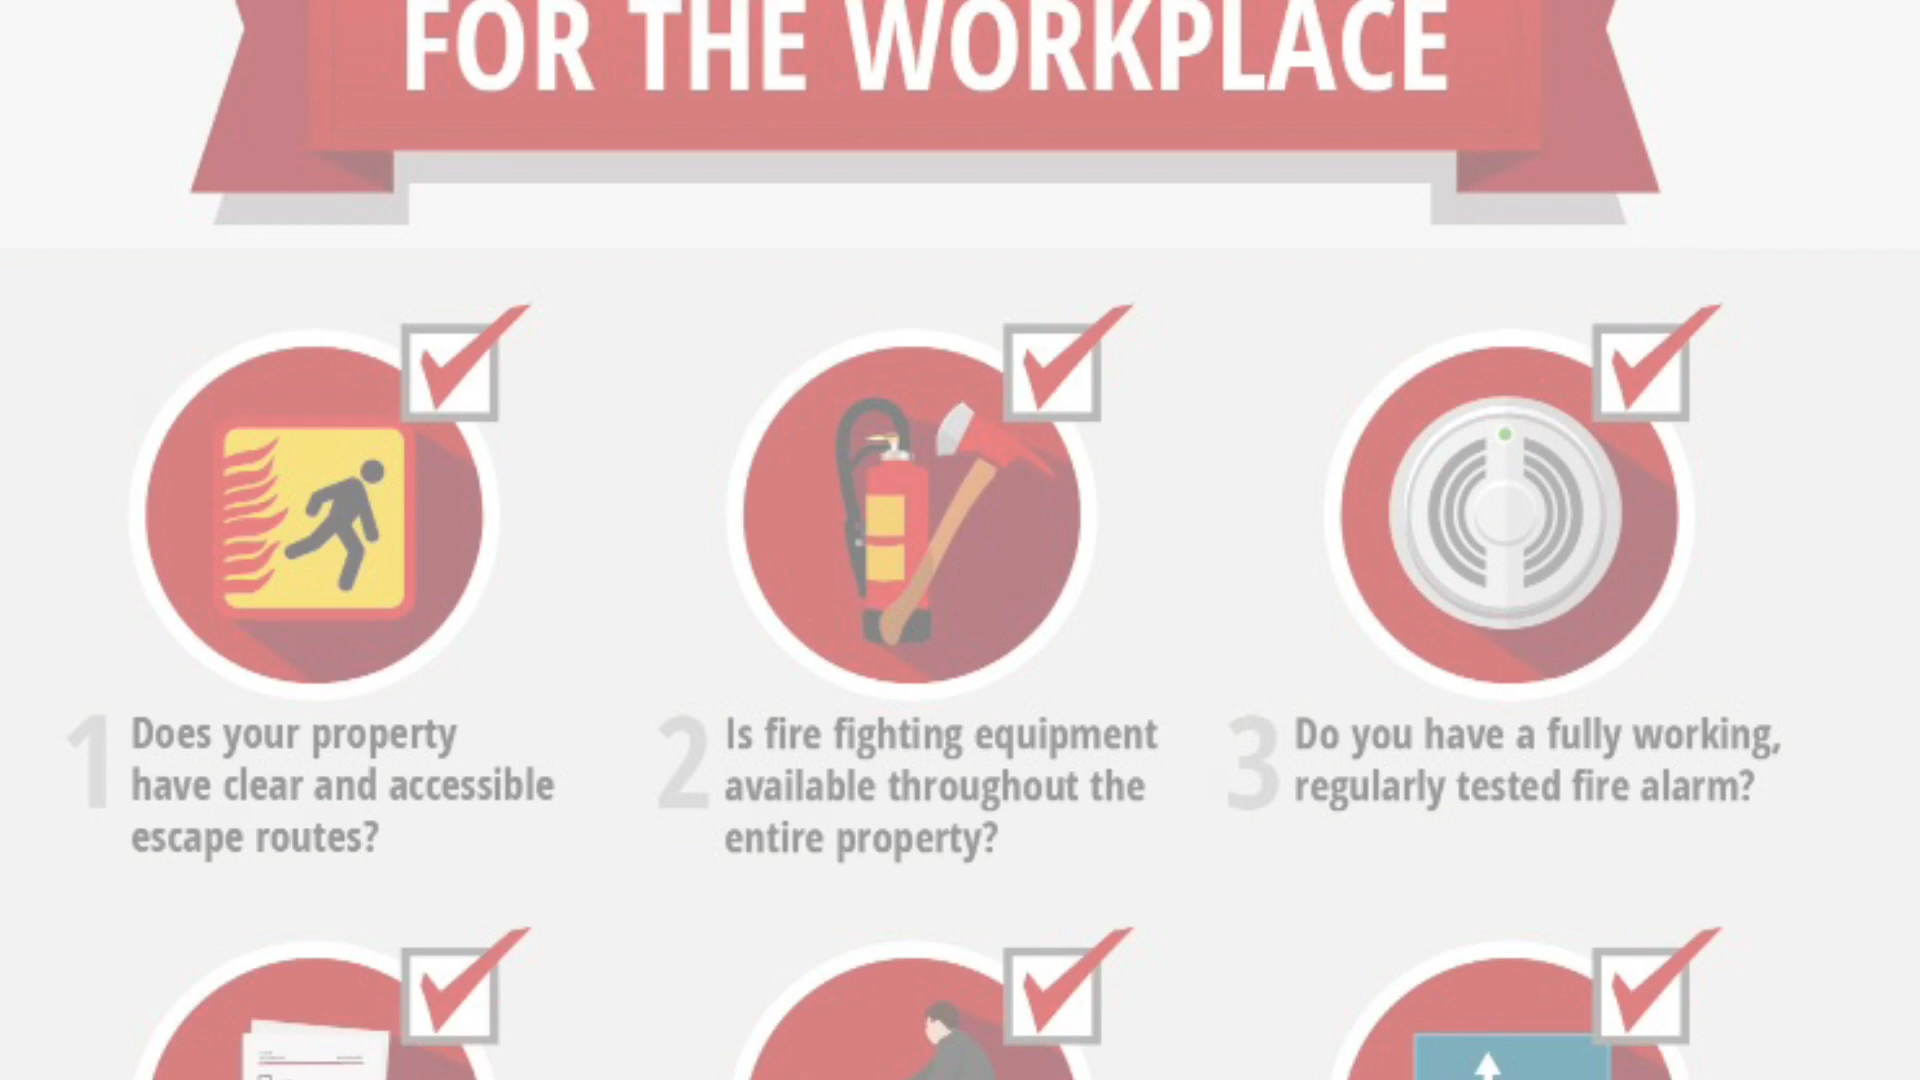 FOR THE WORKPLACE
1 Does your property
have clear and accessible
escape routes?
2 Is fire fighting equipment
available throughout the
entire property?
3 Do you have a fully working,
regularly tested fire alarm?